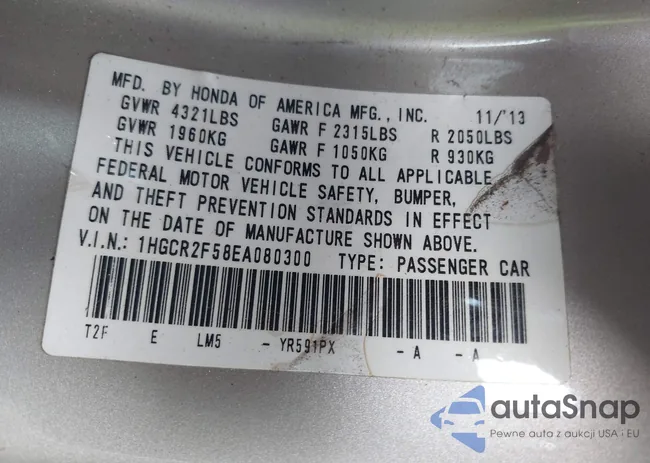 MFD. BY HONDA OF AMERICA MFG., INC. 11/'13
GVWR 4321LBS GAWR F 2315LBS R 2050LBS
GVWR 1960KG GAWR F 1050KG R 930KG
THIS VEHICLE CONFORMS TO ALL APPLICABLE
FEDERAL MOTOR VEHICLE SAFETY, BUMPER,
AND THEFT PREVENTION STANDARDS IN EFFECT
ON THE DATE OF MANUFACTURE SHOWN ABOVE.
V.I.N.: 1HGCR2F58EA080300 TYPE: PASSENGER CAR
T2F E LM5 - YR591PX - A - A
autaSnap
Pewne auta z aukcji USA i EU